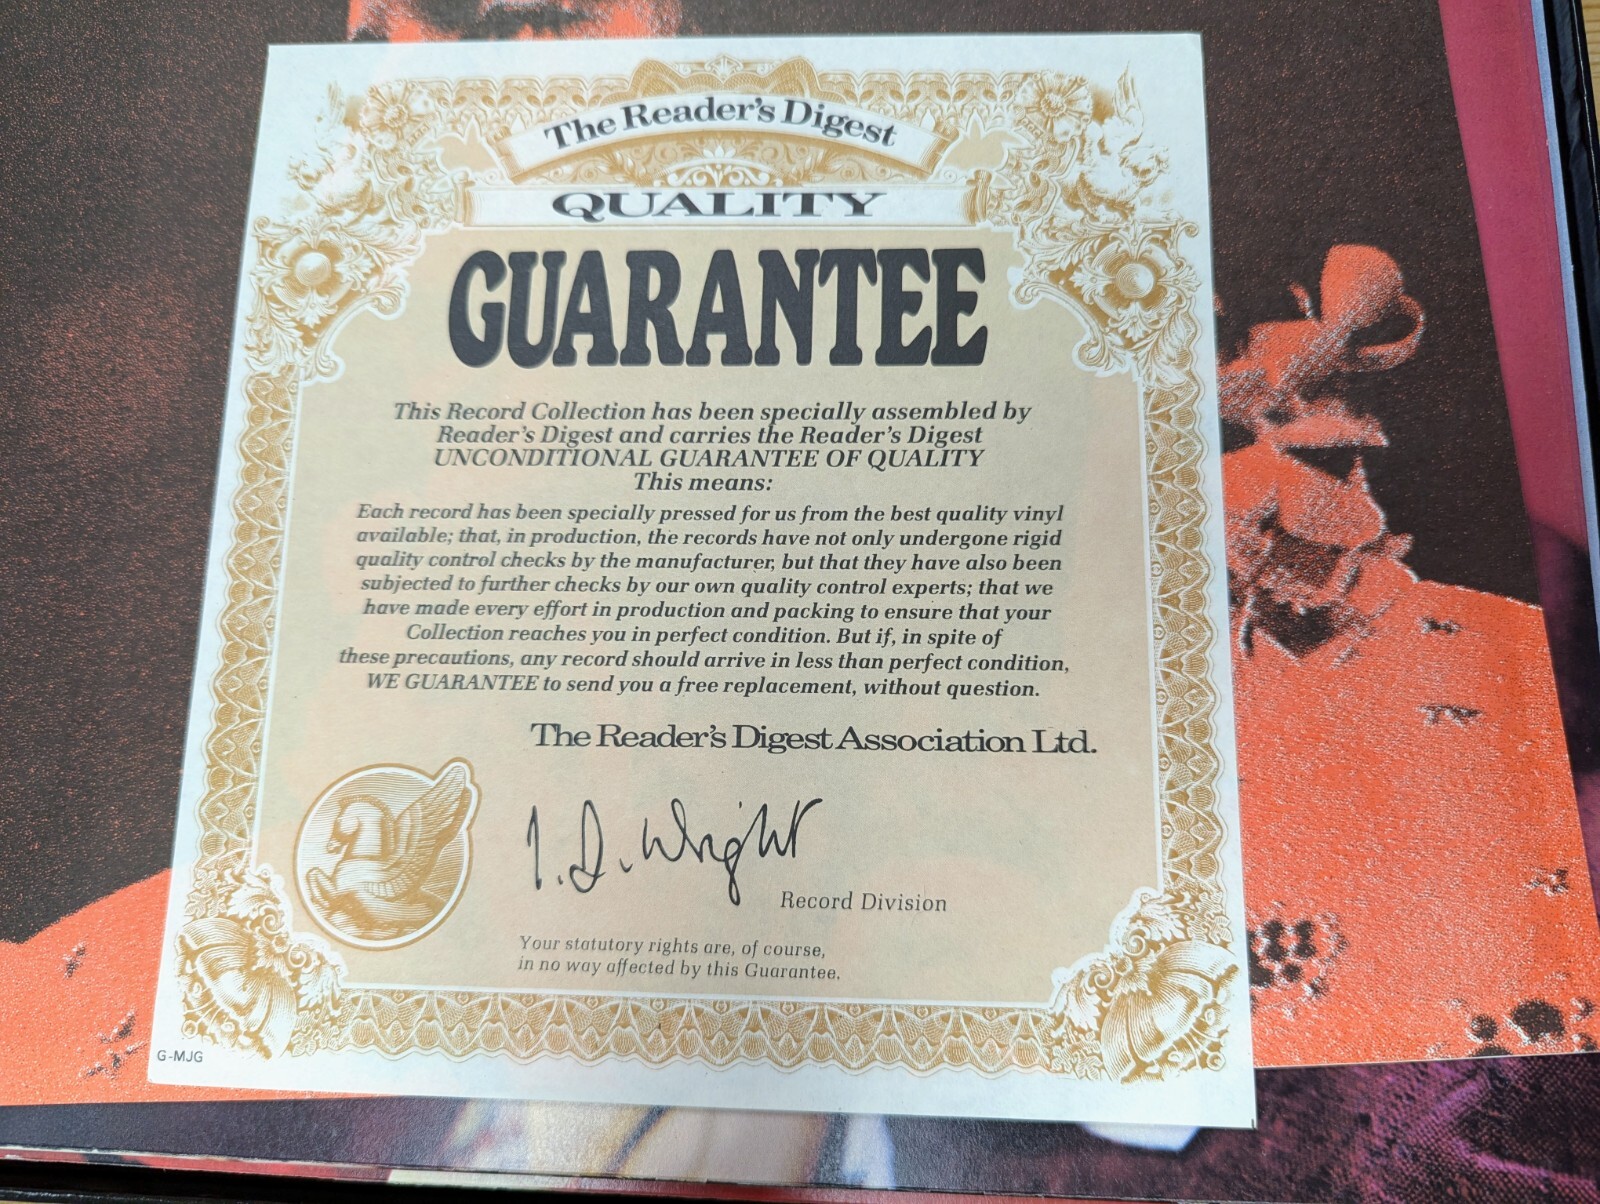 The Reader's Digest
QUALITY
GUARANTEE
This Record Collection has been specially assembled by
Reader's Digest and carries the Reader's Digest
UNCONDITIONAL GUARANTEE OF QUALITY
This means:
Each record has been specially pressed for us from the best quality vinyl
available; that, in production, the records have not only undergone rigid
quality control checks by the manufacturer, but that they have also been
subjected to further checks by our own quality control experts; that we
have made every effort in production and packing to ensure that your
Collection reaches you in perfect condition. But if, in spite of
these precautions, any record should arrive in less than perfect condition,
WE GUARANTEE to send you a free replacement, without question.
The Reader's Digest Association Ltd.
I. D. Wright
Record Division
Your statutory rights are, of course,
in no way affected by this Guarantee.
G-MJG